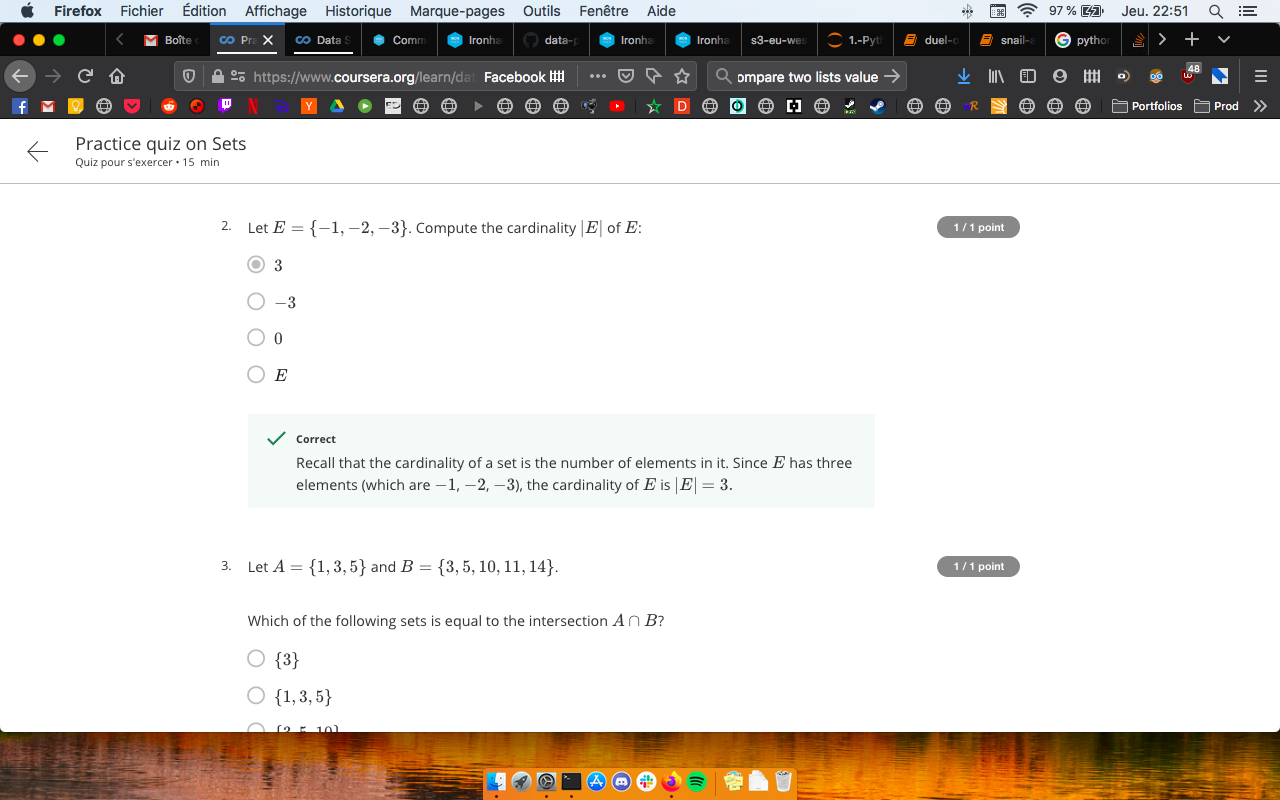 Firefox Fichier Édition Affichage Historique Marque-pages Outils Fenêtre Aide 97 % Jeu. 22:51
Boîte Pra Data S Comm Ironha data-p Ironha Ironha s3-eu-wes 1.-Pyt duel-o snail-a python
https://www.coursera.org/learn/dat Facebook ompare two lists value 48
Portfolios Prod
Practice quiz on Sets
Quiz pour s'exercer • 15 min
2. Let E = {−1, −2, −3}. Compute the cardinality |E| of E: 1 / 1 point
3
−3
0
E
Correct
Recall that the cardinality of a set is the number of elements in it. Since E has three
elements (which are −1, −2, −3), the cardinality of E is |E| = 3.
3. Let A = {1, 3, 5} and B = {3, 5, 10, 11, 14}. 1 / 1 point
Which of the following sets is equal to the intersection A ∩ B?
{3}
{1, 3, 5}
{3, 5, 10}